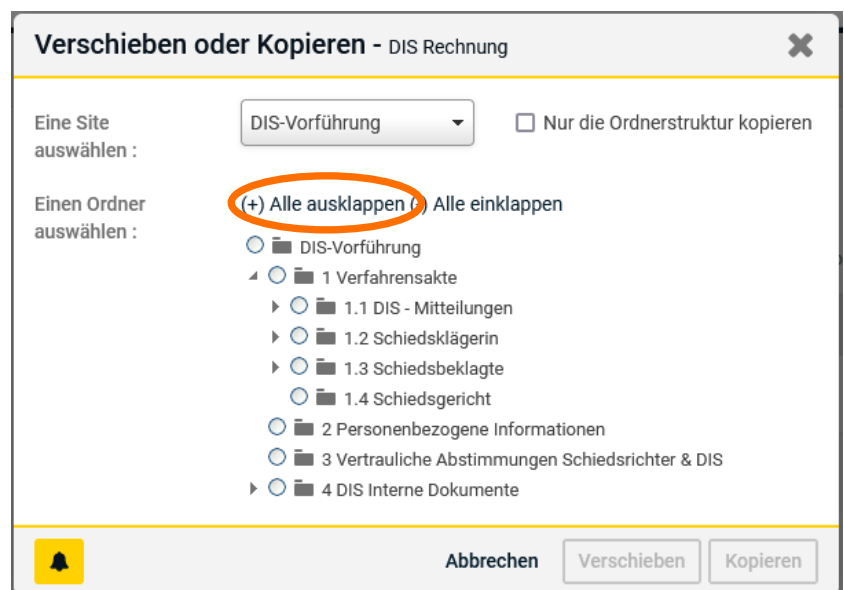 Verschieben oder Kopieren - DIS Rechnung
Eine Site auswählen :
DIS-Vorführung
Nur die Ordnerstruktur kopieren
Einen Ordner auswählen :
(+) Alle ausklappen (-) Alle einklappen
DIS-Vorführung
1 Verfahrensakte
1.1 DIS - Mitteilungen
1.2 Schiedsklägerin
1.3 Schiedsbeklagte
1.4 Schiedsgericht
2 Personenbezogene Informationen
3 Vertrauliche Abstimmungen Schiedsrichter & DIS
4 DIS Interne Dokumente
Abbrechen
Verschieben
Kopieren